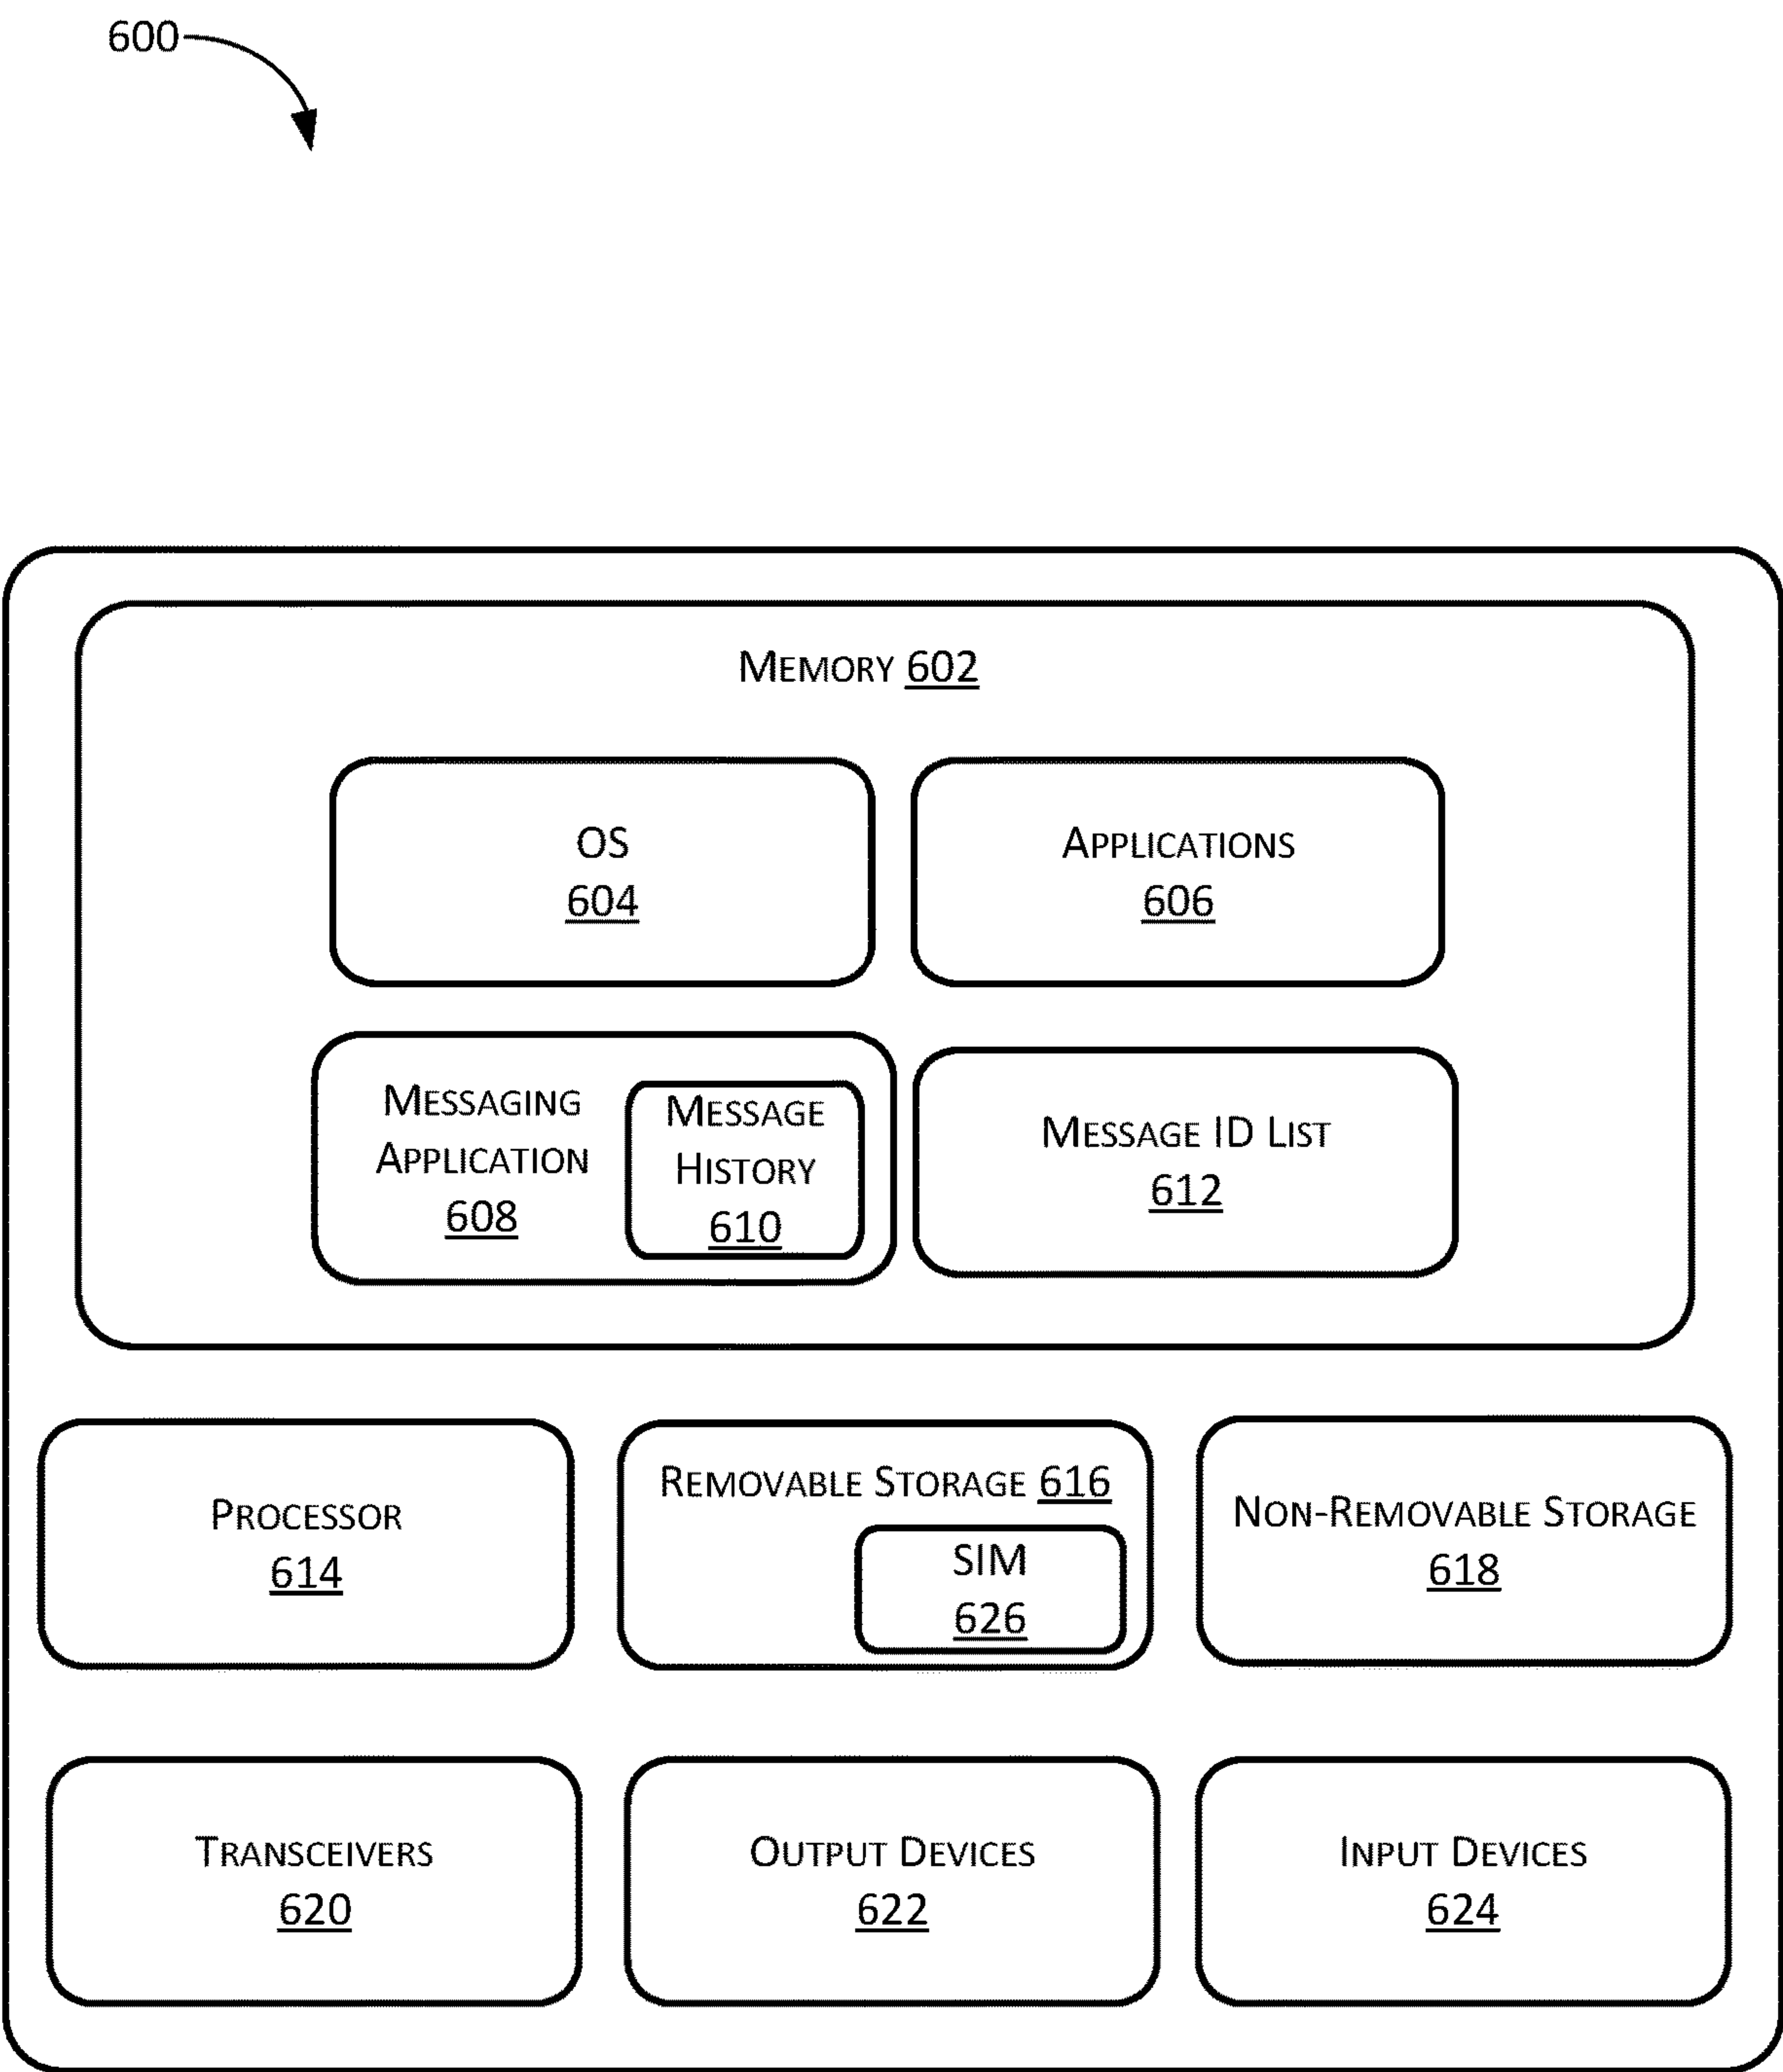 600
MEMORY 602
OS
604
APPLICATIONS
606
MESSAGING
APPLICATION
608
MESSAGE
HISTORY
610
MESSAGE ID LIST
612
PROCESSOR
614
REMOVABLE STORAGE 616
SIM
626
NON-REMOVABLE STORAGE
618
TRANSCEIVERS
620
OUTPUT DEVICES
622
INPUT DEVICES
624